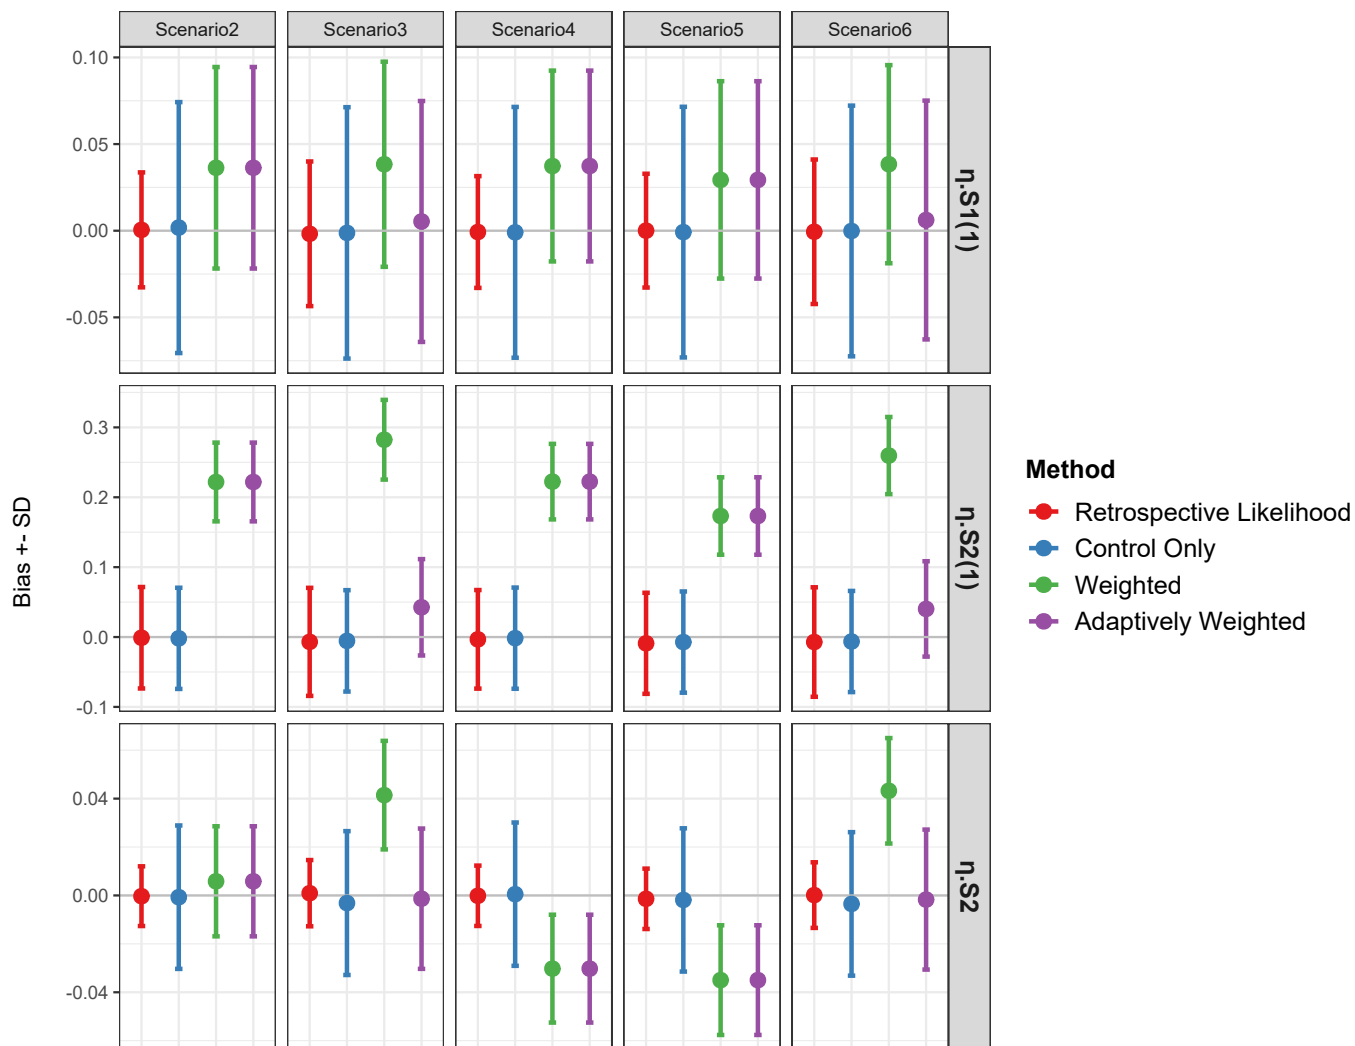 Scenario2 Scenario3 Scenario4 Scenario5 Scenario6
0.10
0.05
0.00
-0.05
η.S1(1)
0.3
0.2
0.1
0.0
-0.1
η.S2(1)
0.04
0.00
-0.04
η.S2
Bias +- SD
Method
Retrospective Likelihood
Control Only
Weighted
Adaptively Weighted